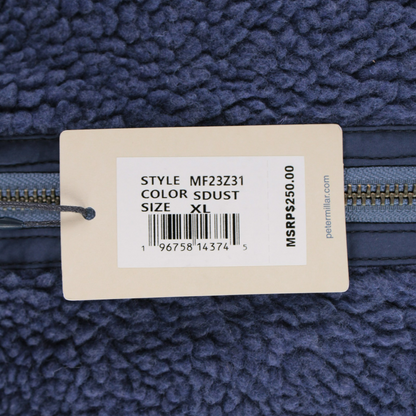 STYLE MF23Z31
COLOR SDUST
SIZE XL
1 96758 14374 5
MSRP$250.00
petermillar.com